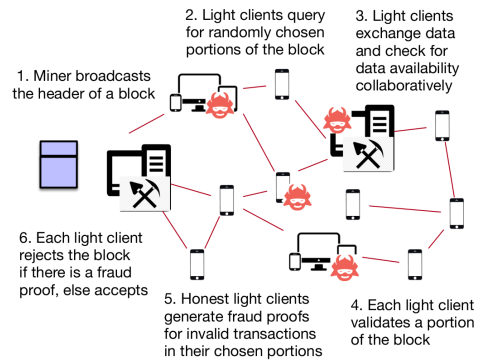 1. Miner broadcasts
the header of a block
2. Light clients query
for randomly chosen
portions of the block
3. Light clients
exchange data
and check for
data availability
collaboratively
4. Each light client
validates a portion
of the block
5. Honest light clients
generate fraud proofs
for invalid transactions
in their chosen portions
6. Each light client
rejects the block
if there is a fraud
proof, else accepts